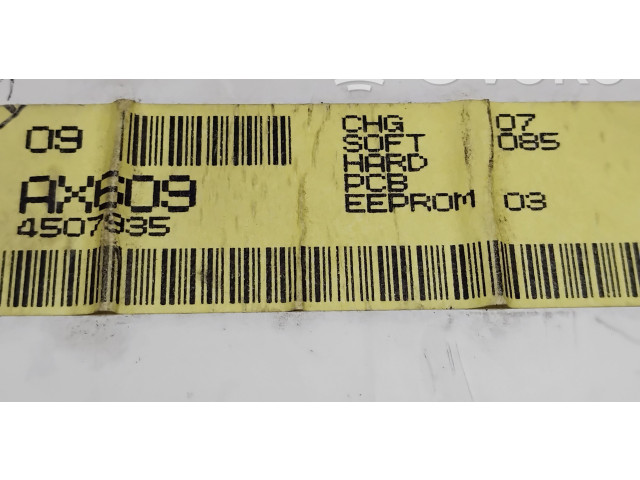 09
AX609
4507935
CHG 07
SOFT 085
HARD
PCB
EEPROM 03